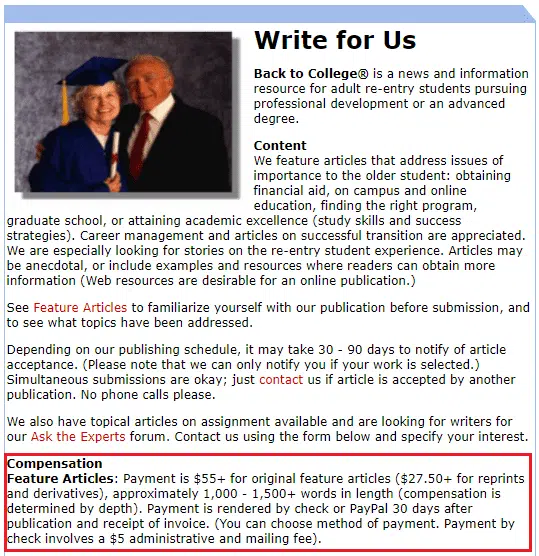 Write for Us
Back to College® is a news and information
resource for adult re-entry students pursuing
professional development or an advanced
degree.
Content
We feature articles that address issues of
importance to the older student: obtaining
financial aid, on campus and online
education, finding the right program,
graduate school, or attaining academic excellence (study skills and success
strategies). Career management and articles on successful transition are appreciated.
We are especially looking for stories on the re-entry student experience. Articles may
be anecdotal, or include examples and resources where readers can obtain more
information (Web resources are desirable for an online publication.)
See Feature Articles to familiarize yourself with our publication before submission, and
to see what topics have been addressed.
Depending on our publishing schedule, it may take 30 - 90 days to notify of article
acceptance. (Please note that we can only notify you if your work is selected.)
Simultaneous submissions are okay; just contact us if article is accepted by another
publication. No phone calls please.
We also have topical articles on assignment available and are looking for writers for
our Ask the Experts forum. Contact us using the form below and specify your interest.
Compensation
Feature Articles: Payment is $55+ for original feature articles ($27.50+ for reprints
and derivatives), approximately 1,000 - 1,500+ words in length (compensation is
determined by depth). Payment is rendered by check or PayPal 30 days after
publication and receipt of invoice. (You can choose method of payment. Payment by
check involves a $5 administrative and mailing fee).